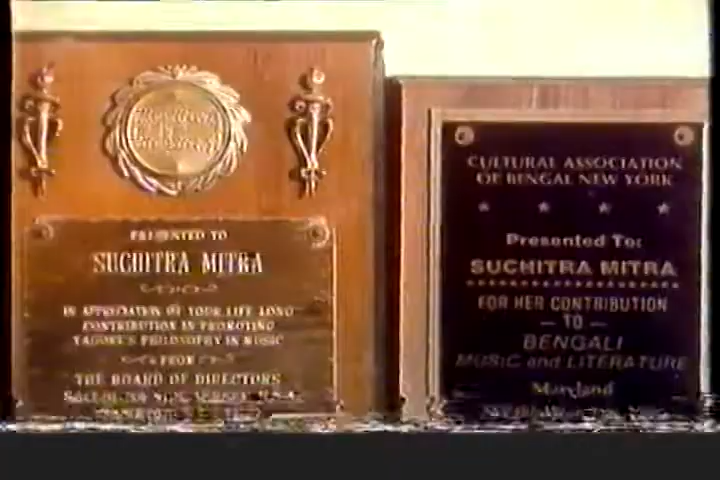 PRESENTED TO
SUCHITRA MITRA
IN APPRECIATION OF YOUR LIFE LONG
CONTRIBUTION IN PROMOTING
TAGORE'S PHILOSOPHY IN MUSIC
FROM
THE BOARD OF DIRECTORS
CULTURAL ASSOCIATION
OF BENGAL NEW YORK
Presented To:
SUCHITRA MITRA
FOR HER CONTRIBUTION
— TO —
BENGALI
MUSIC and LITERATURE
Maryland